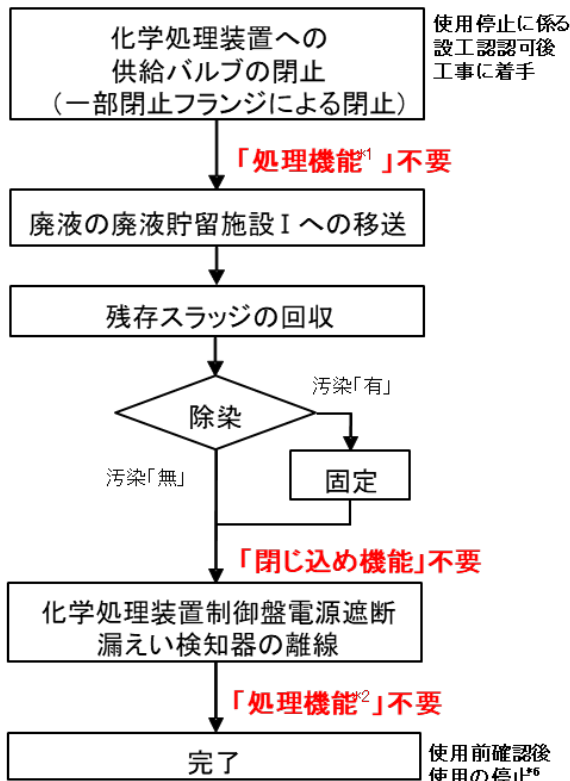 化学処理装置への
供給バルブの閉止
（一部閉止フランジによる閉止）
使用停止に係る
設工認認可後
工事に着手
「処理機能*1」不要
廃液の廃液貯留施設Ⅰへの移送
残存スラッジの回収
除染
汚染「有」
汚染「無」
固定
「閉じ込め機能」不要
化学処理装置制御盤電源遮断
漏えい検知器の離線
「処理機能*2」不要
完了
使用前確認後
使用の停止*6